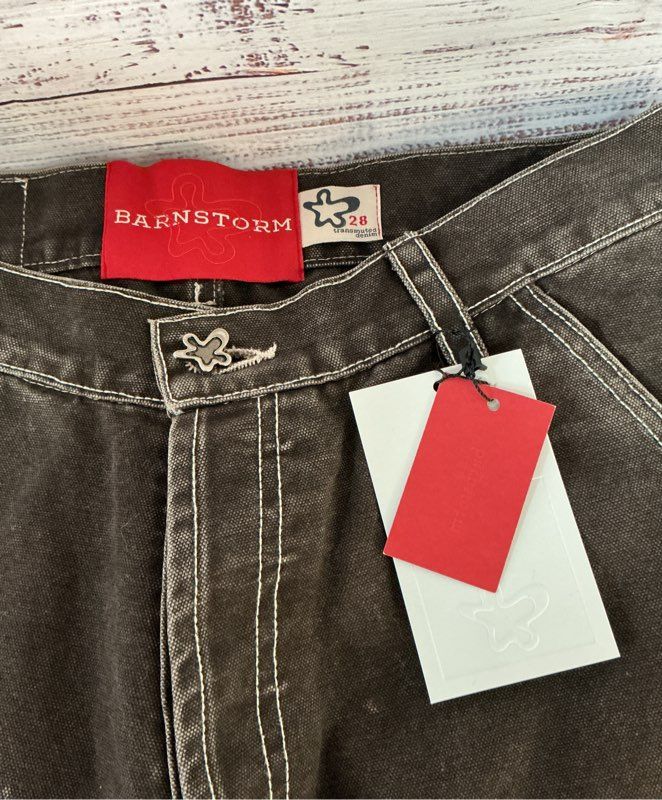 BARNSTORM
28
transmuted
denim